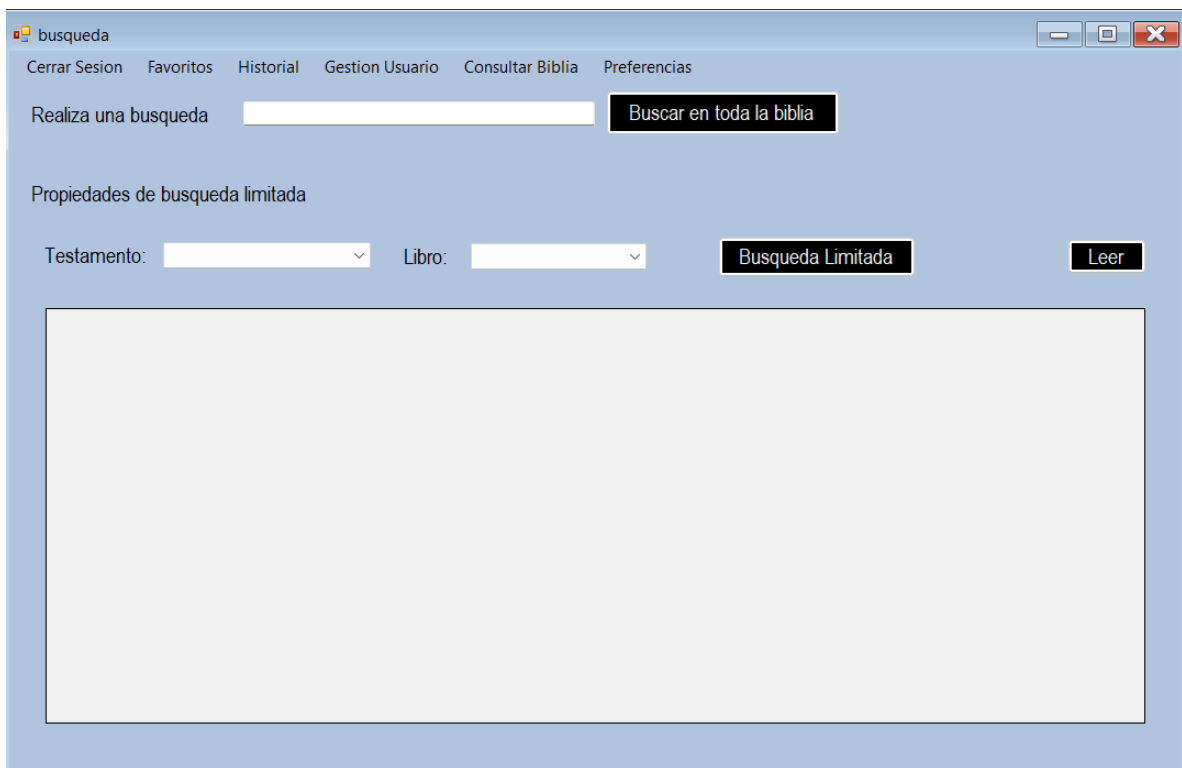 busqueda
Cerrar Sesion Favoritos Historial Gestion Usuario Consultar Biblia Preferencias
Realiza una busqueda Buscar en toda la biblia
Propiedades de busqueda limitada
Testamento: Libro: Busqueda Limitada Leer